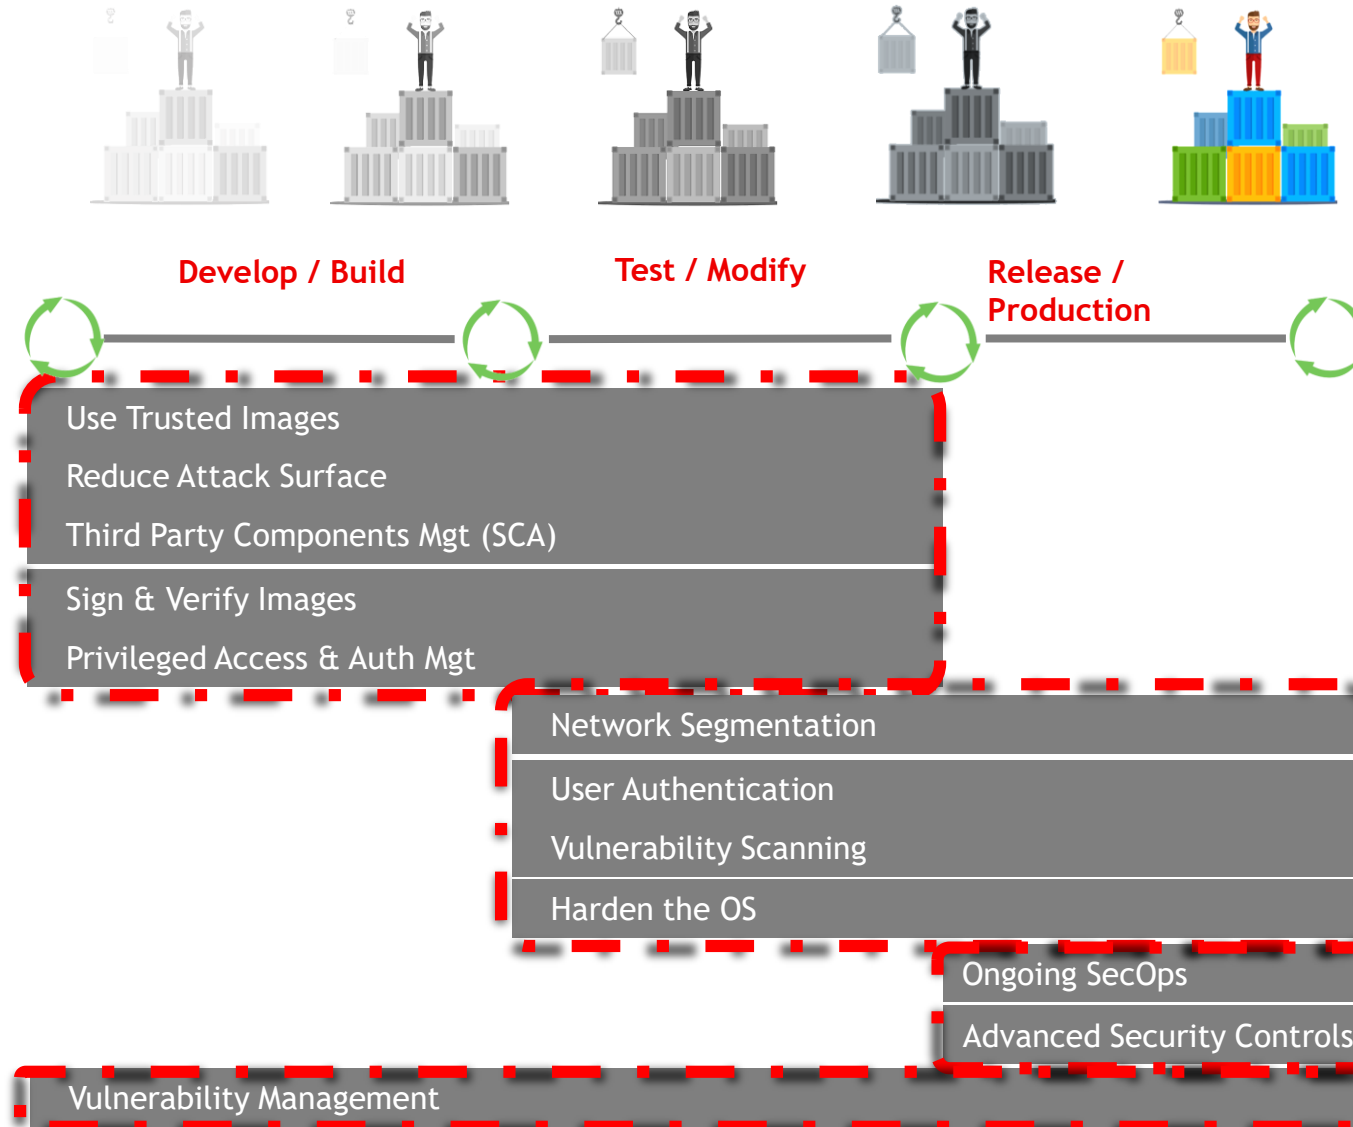 Develop / Build
Test / Modify
Release /
Production
Use Trusted Images
Reduce Attack Surface
Third Party Components Mgt (SCA)
Sign & Verify Images
Privileged Access & Auth Mgt
Network Segmentation
User Authentication
Vulnerability Scanning
Harden the OS
Ongoing SecOps
Advanced Security Controls
Vulnerability Management